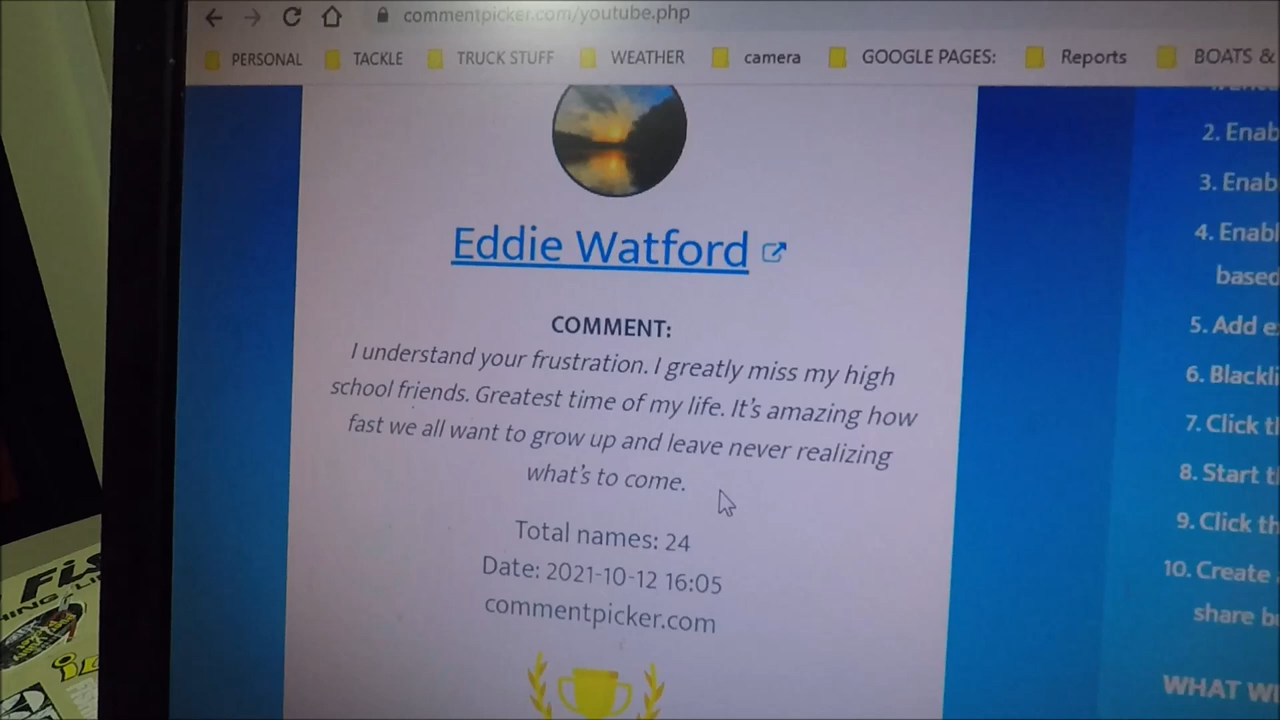 commentpicker.com/youtube.php
PERSONAL TACKLE TRUCK STUFF WEATHER camera GOOGLE PAGES: Reports BOATS &
Eddie Watford
COMMENT:
I understand your frustration. I greatly miss my high
school friends. Greatest time of my life. It's amazing how
fast we all want to grow up and leave never realizing
what's to come.
Total names: 24
Date: 2021-10-12 16:05
commentpicker.com
2. Enab
3. Enab
4. Enabl
based
5. Add e
6. Blackli
7. Click t
8. Start t
9. Click th
10. Create
share b
WHAT W